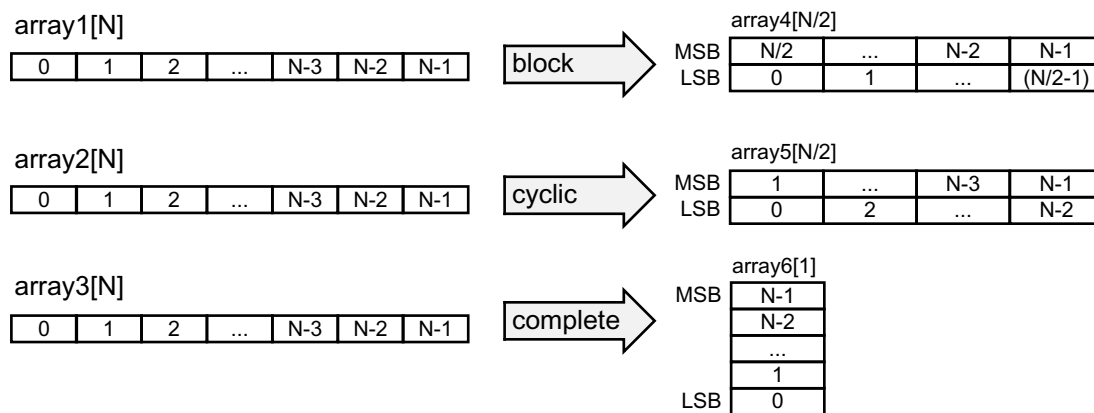 array1[N]
0 1 2 ... N-3 N-2 N-1
block
array4[N/2]
MSB N/2 ... N-2 N-1
LSB 0 1 ... (N/2-1)
array2[N]
0 1 2 ... N-3 N-2 N-1
cyclic
array5[N/2]
MSB 1 ... N-3 N-1
LSB 0 2 ... N-2
array3[N]
0 1 2 ... N-3 N-2 N-1
complete
array6[1]
MSB N-1
N-2
...
1
LSB 0